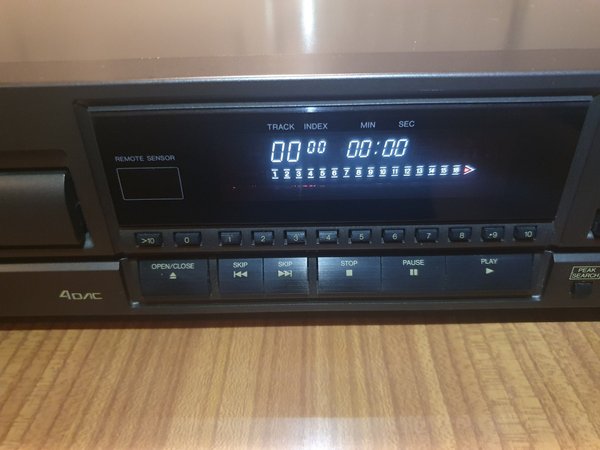 TRACK INDEX MIN SEC
REMOTE SENSOR
00 00 00:00
1 2 3 4 5 6 7 8 9 10 11 12 13 14 15 16
>10 0 1 2 3 4 5 6 7 8 9 10
OPEN/CLOSE SKIP SKIP STOP PAUSE PLAY
PEAK SEARCH
4DAC